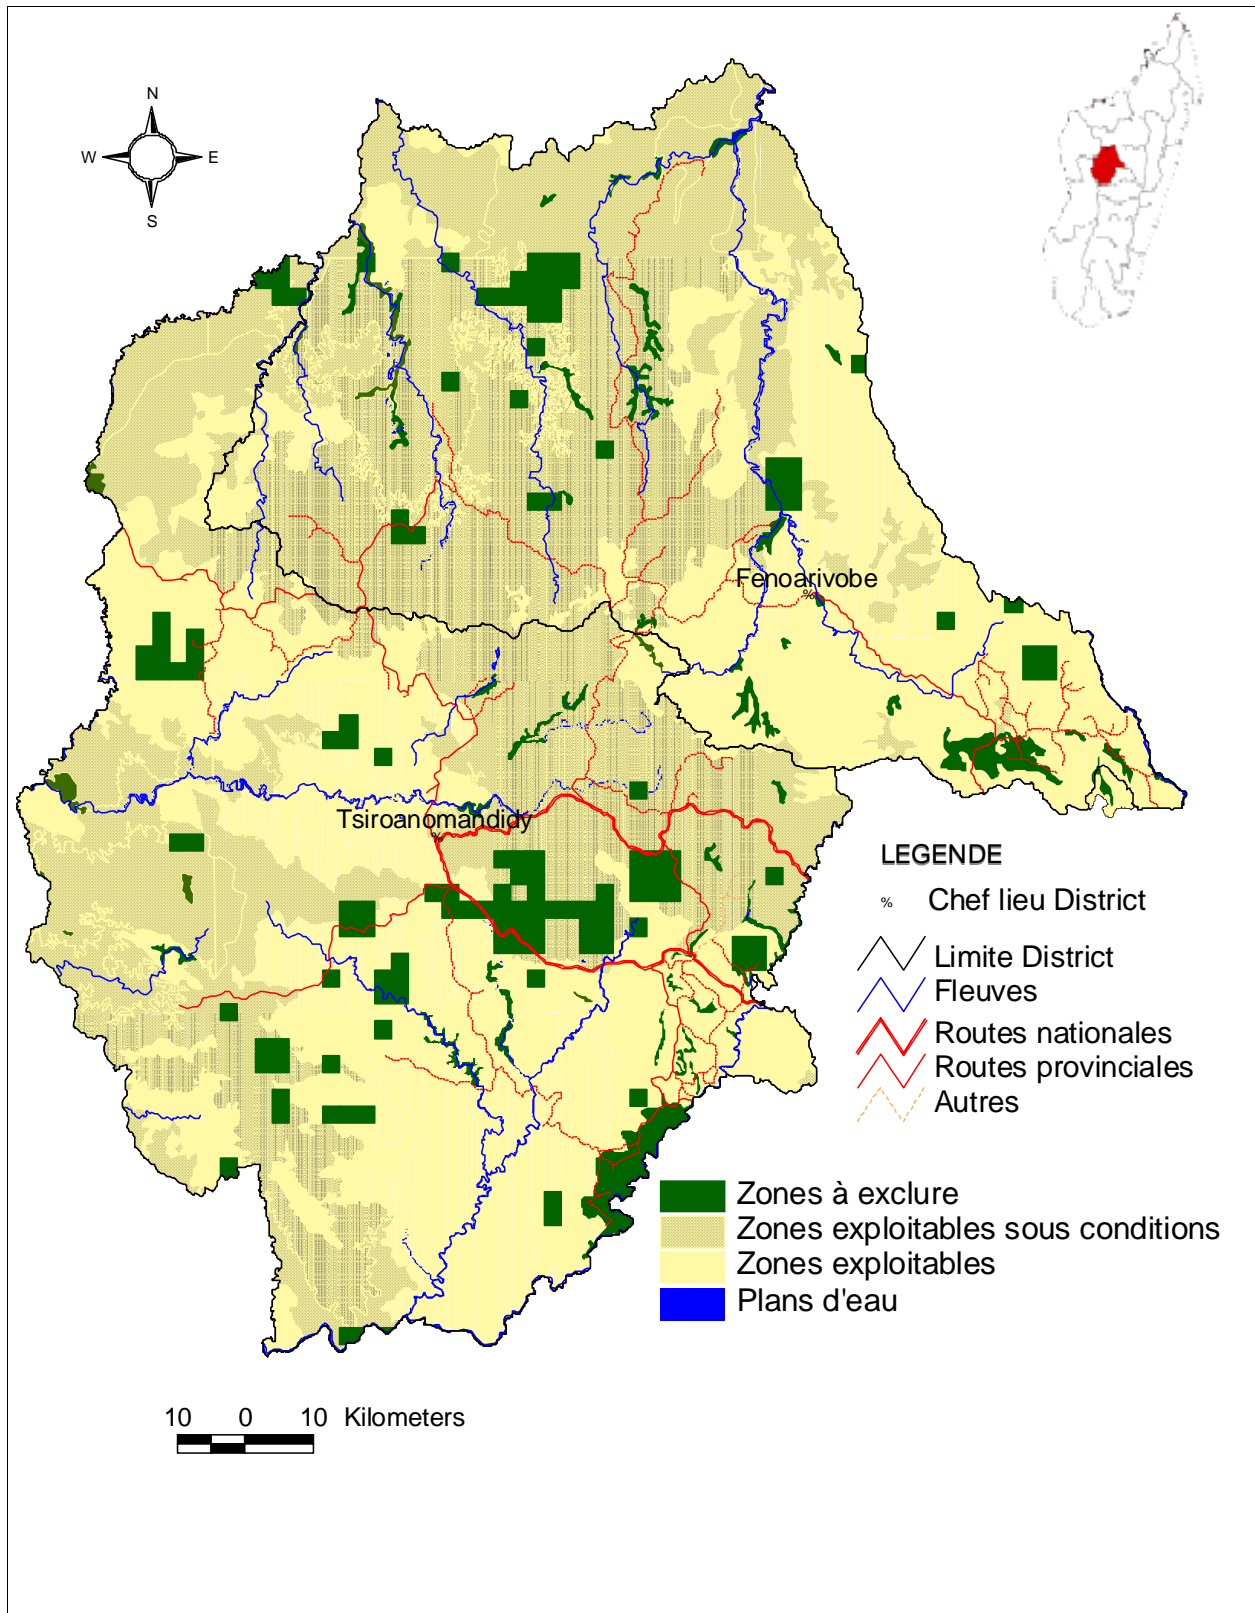 N
W
E
S
Fenoarivobe
%
Tsiroanomandidy
%
LEGENDE
% Chef lieu District
Limite District
Fleuves
Routes nationales
Routes provinciales
Autres
Zones à exclure
Zones exploitables sous conditions
Zones exploitables
Plans d'eau
10 0 10 Kilometers